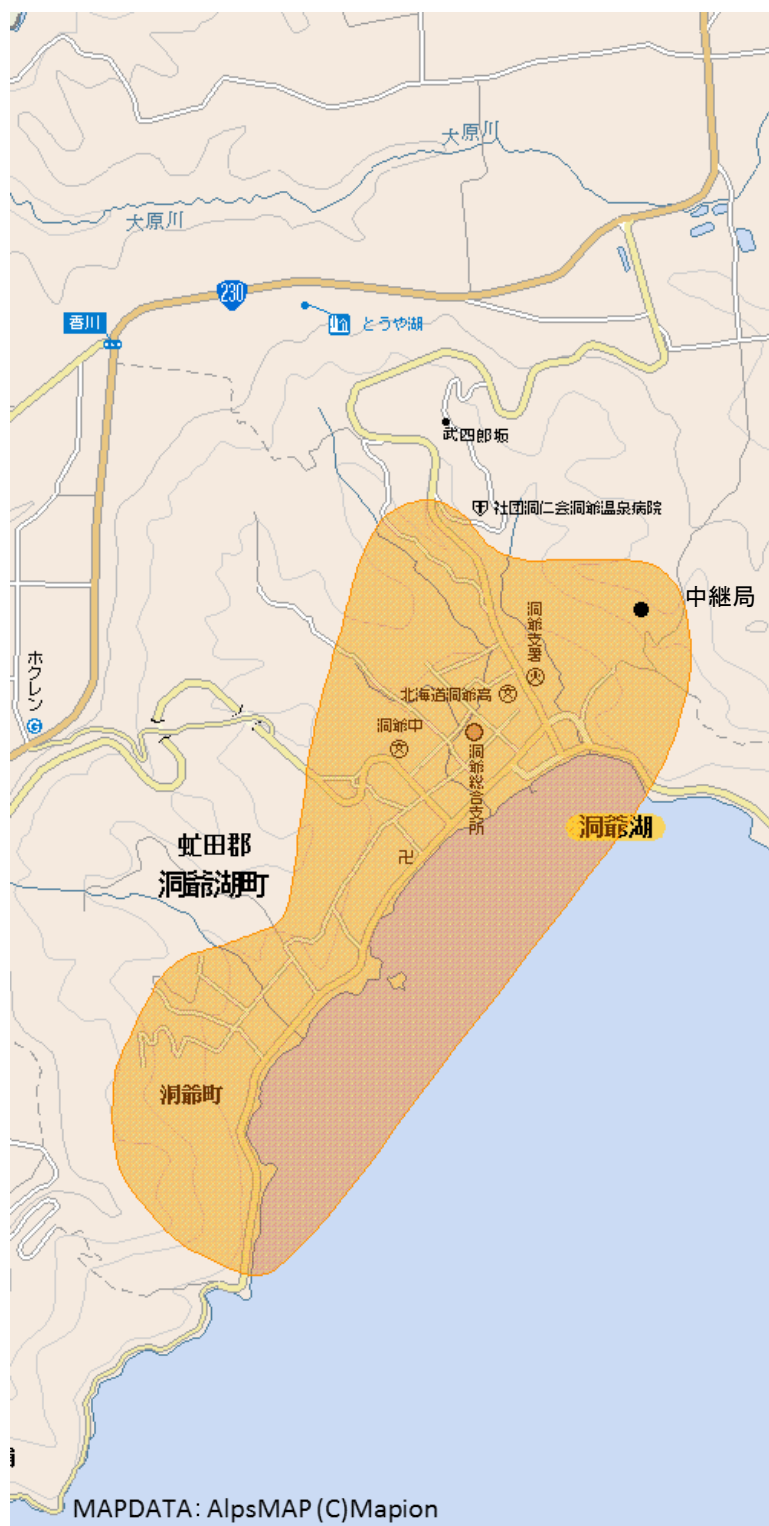 大原川
大原川
230
香川
とうや湖
武四郎坂
社団洞仁会洞爺温泉病院
中継局
洞爺支署
ホクレン
北海道洞爺高
洞爺中
洞爺総合支所
洞爺湖
虻田郡
洞爺湖町
洞爺町
MAPDATA: AlpsMAP (C)Mapion